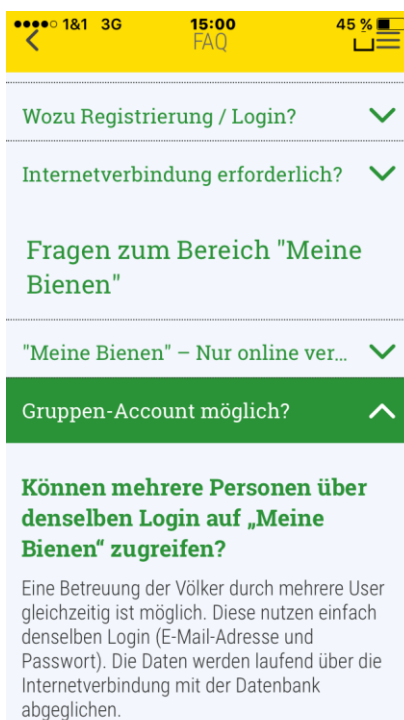 1&1 3G 15:00 45 %
FAQ
Wozu Registrierung / Login?
Internetverbindung erforderlich?
Fragen zum Bereich "Meine
Bienen"
"Meine Bienen" – Nur online ver...
Gruppen-Account möglich?
Können mehrere Personen über
denselben Login auf „Meine
Bienen“ zugreifen?
Eine Betreuung der Völker durch mehrere User
gleichzeitig ist möglich. Diese nutzen einfach
denselben Login (E-Mail-Adresse und
Passwort). Die Daten werden laufend über die
Internetverbindung mit der Datenbank
abgeglichen.